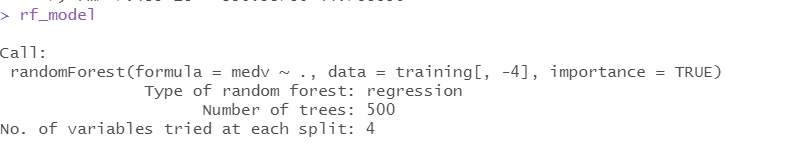 > rf_model
Call:
randomForest(formula = medv ~ ., data = training[, -4], importance = TRUE)
Type of random forest: regression
Number of trees: 500
No. of variables tried at each split: 4